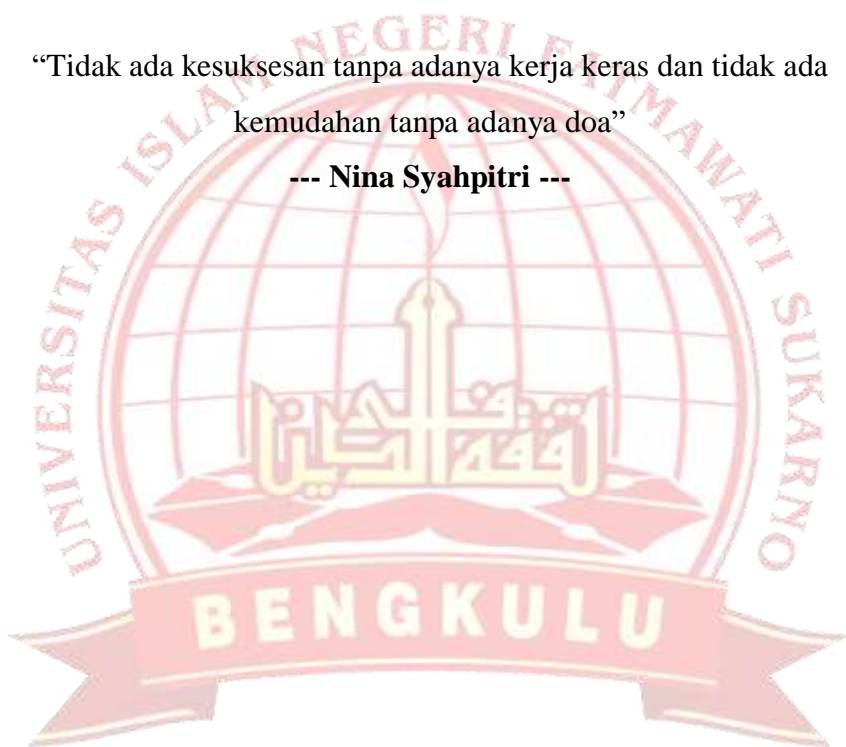 “Tidak ada kesuksesan tanpa adanya kerja keras dan tidak ada
kemudahan tanpa adanya doa”
--- Nina Syahpitri ---
UNIVERSITAS ISLAM NEGERI FATMAWATI SUKARNO
BENGKULU